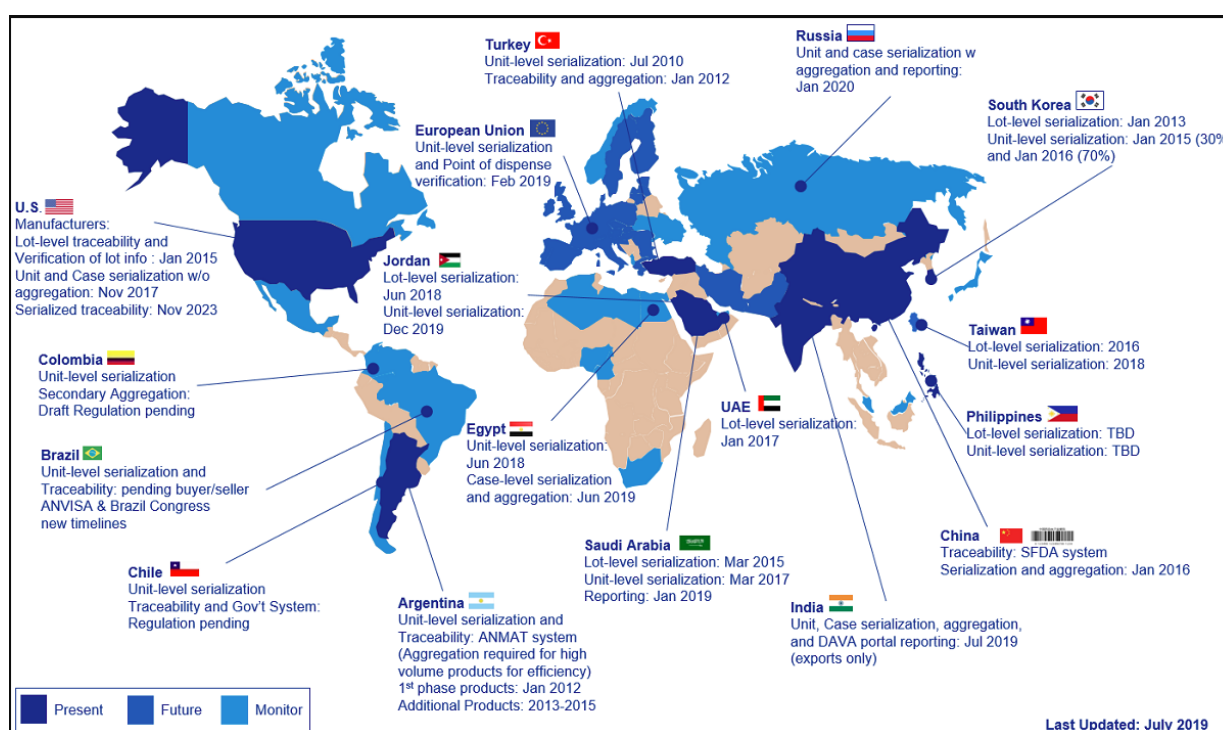 Turkey
Unit-level serialization: Jul 2010
Traceability and aggregation: Jan 2012
Russia
Unit and case serialization w
aggregation and reporting:
Jan 2020
South Korea
Lot-level serialization: Jan 2013
Unit-level serialization: Jan 2015 (30%
and Jan 2016 (70%)
European Union
Unit-level serialization
and Point of dispense
verification: Feb 2019
U.S.
Manufacturers:
Lot-level traceability and
Verification of lot info : Jan 2015
Unit and Case serialization w/o
aggregation: Nov 2017
Serialized traceability: Nov 2023
Jordan
Lot-level serialization:
Jun 2018
Unit-level serialization:
Dec 2019
Taiwan
Lot-level serialization: 2016
Unit-level serialization: 2018
Colombia
Unit-level serialization
Secondary Aggregation:
Draft Regulation pending
UAE
Lot-level serialization:
Jan 2017
Philippines
Lot-level serialization: TBD
Unit-level serialization: TBD
Egypt
Unit-level serialization:
Jun 2018
Case-level serialization
and aggregation: Jun 2019
Brazil
Unit-level serialization and
Traceability: pending buyer/seller
ANVISA & Brazil Congress
new timelines
China
Traceability: SFDA system
Serialization and aggregation: Jan 2016
Saudi Arabia
Lot-level serialization: Mar 2015
Unit-level serialization: Mar 2017
Reporting: Jan 2019
Chile
Unit-level serialization
Traceability and Gov't System:
Regulation pending
Argentina
Unit-level serialization and
Traceability: ANMAT system
(Aggregation required for high
volume products for efficiency)
1st phase products: Jan 2012
Additional Products: 2013-2015
India
Unit, Case serialization, aggregation,
and DAVA portal reporting: Jul 2019
(exports only)
Present
Future
Monitor
Last Updated: July 2019